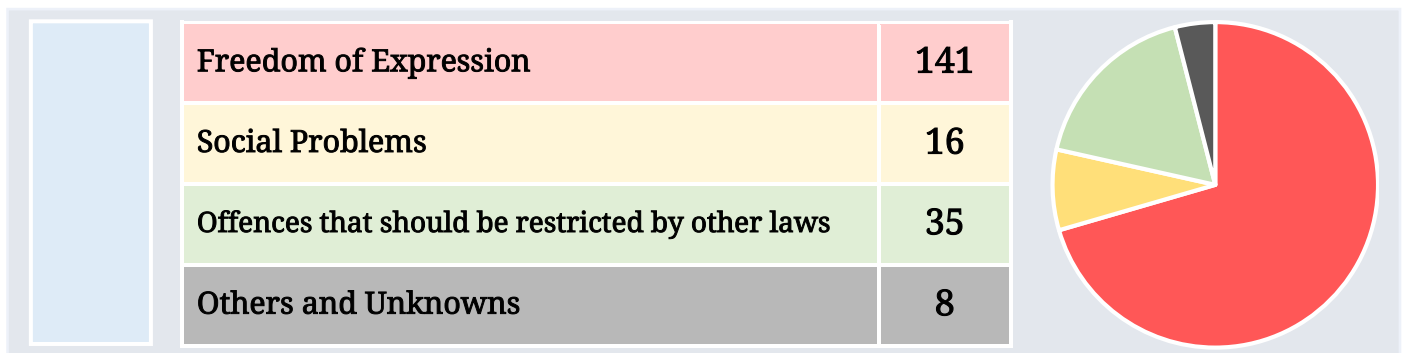 Freedom of Expression 141
Social Problems 16
Offences that should be restricted by other laws 35
Others and Unknowns 8